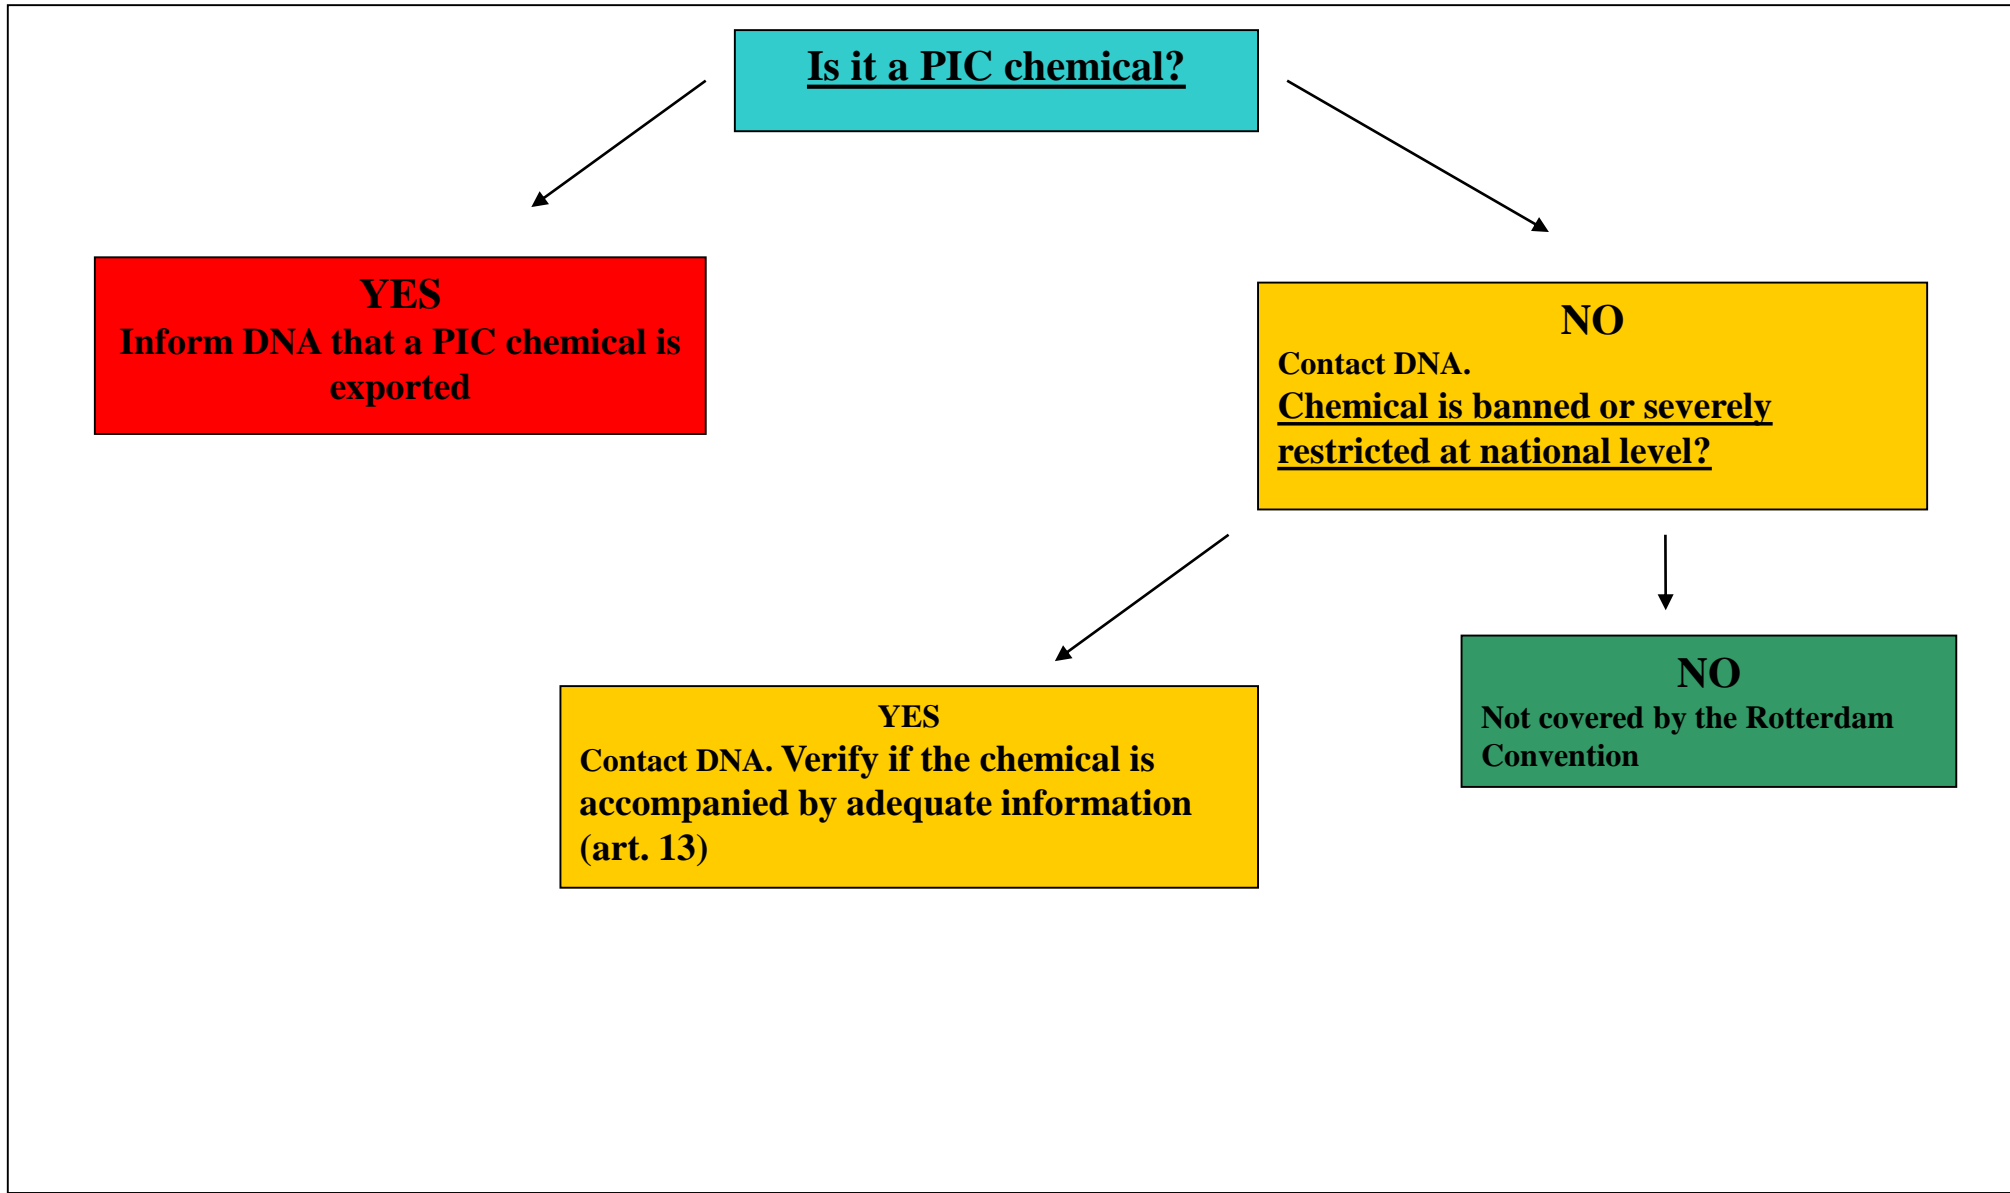 Is it a PIC chemical?
YES
Inform DNA that a PIC chemical is
exported
NO
Contact DNA.
Chemical is banned or severely
restricted at national level?
YES
Contact DNA. Verify if the chemical is
accompanied by adequate information
(art. 13)
NO
Not covered by the Rotterdam
Convention